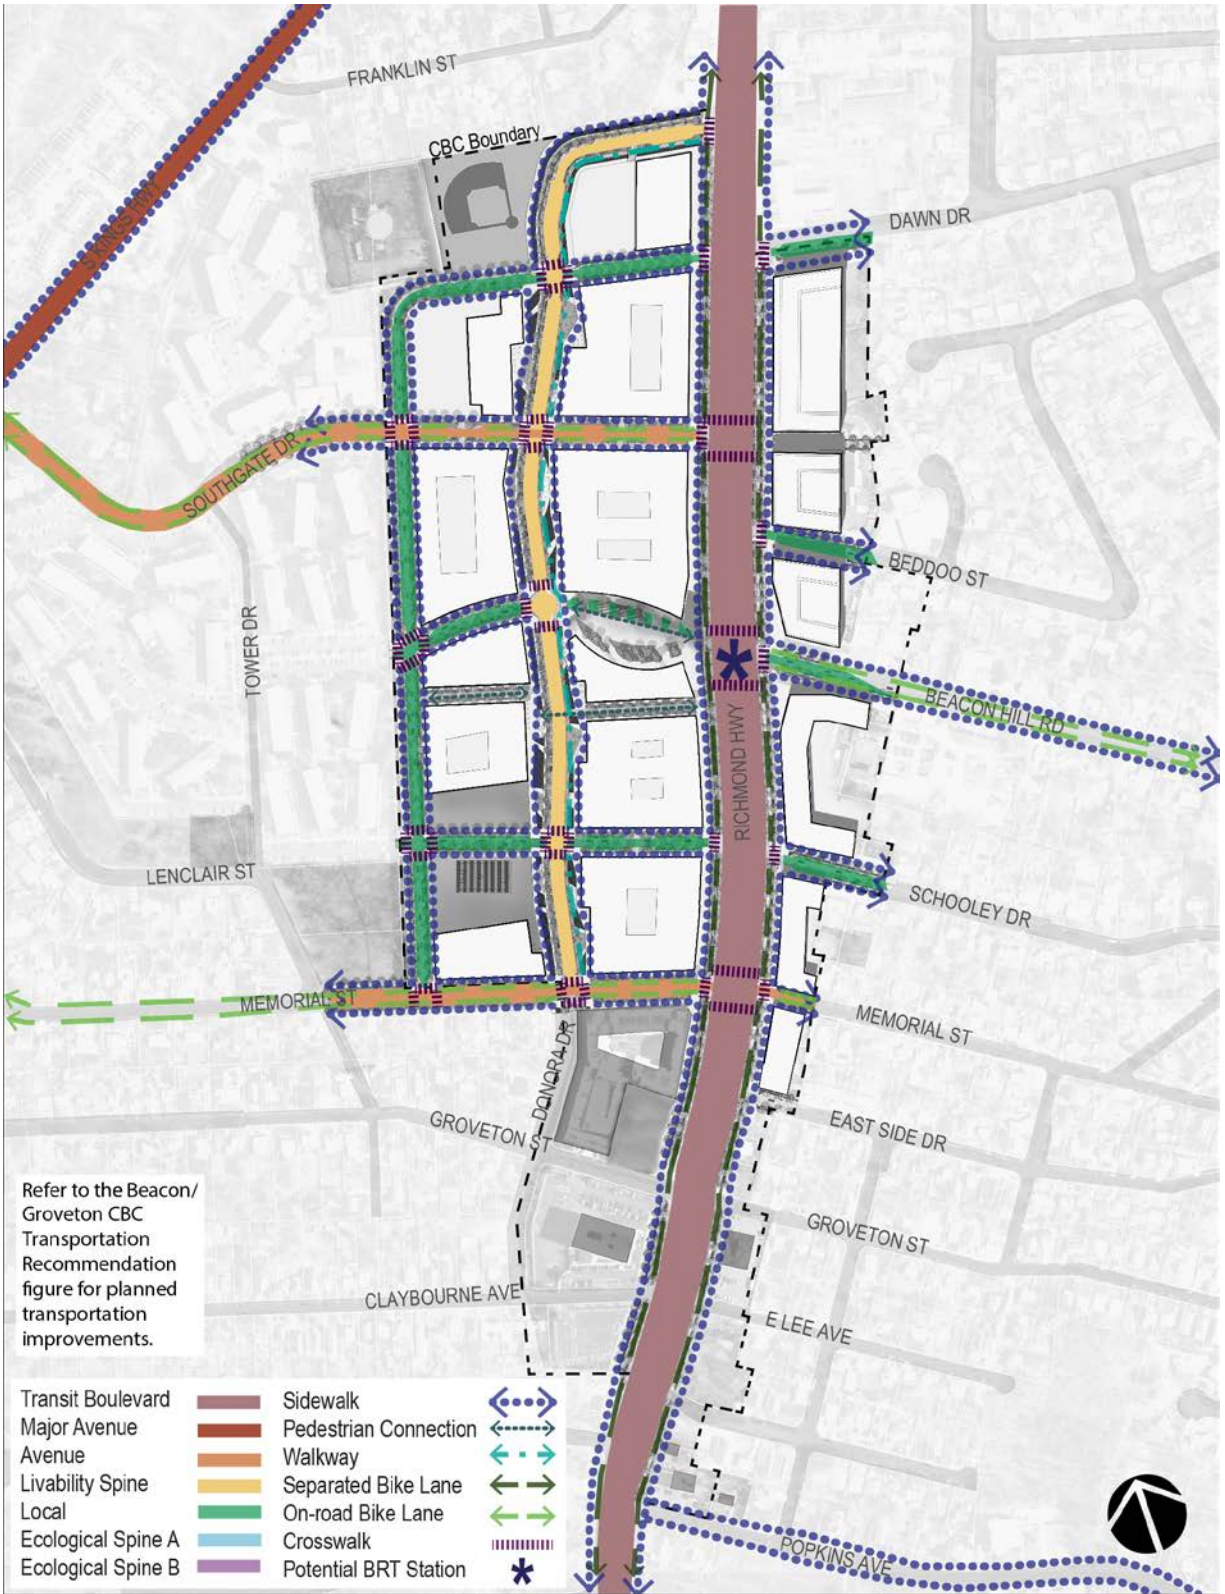 FRANKLIN ST
CBC Boundary
S KINGS HWY
DAWN DR
SOUTHGATE DR
BEDDOO ST
TOWER DR
BEACON HILL RD
RICHMOND HWY
LENCLAIR ST
SCHOOLEY DR
MEMORIAL ST
MEMORIAL ST
DONORA DR
GROVETON ST
EAST SIDE DR
GROVETON ST
CLAYBOURNE AVE
E LEE AVE
POPKINS AVE
Refer to the Beacon/
Groveton CBC
Transportation
Recommendation
figure for planned
transportation
improvements.
Transit Boulevard
Major Avenue
Avenue
Livability Spine
Local
Ecological Spine A
Ecological Spine B
Sidewalk
Pedestrian Connection
Walkway
Separated Bike Lane
On-road Bike Lane
Crosswalk
Potential BRT Station